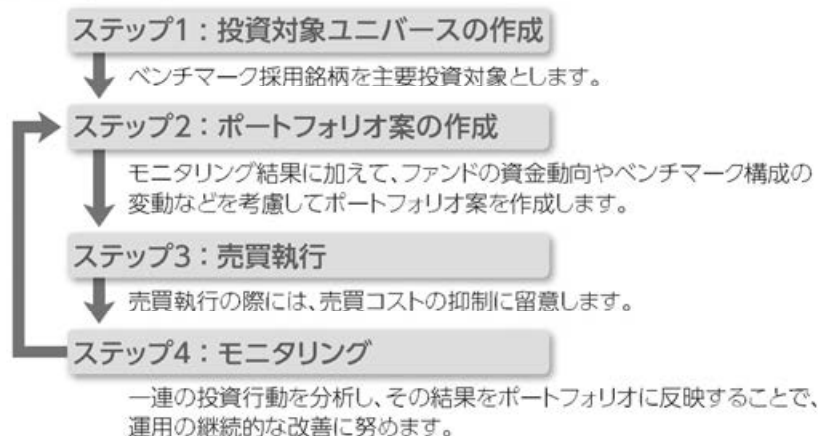 ステップ1：投資対象ユニバースの作成
ベンチマーク採用銘柄を主要投資対象とします。
ステップ2：ポートフォリオ案の作成
モニタリング結果に加えて、ファンドの資金動向やベンチマーク構成の
変動などを考慮してポートフォリオ案を作成します。
ステップ3：売買執行
売買執行の際には、売買コストの抑制に留意します。
ステップ4：モニタリング
一連の投資行動を分析し、その結果をポートフォリオに反映することで、
運用の継続的な改善に努めます。